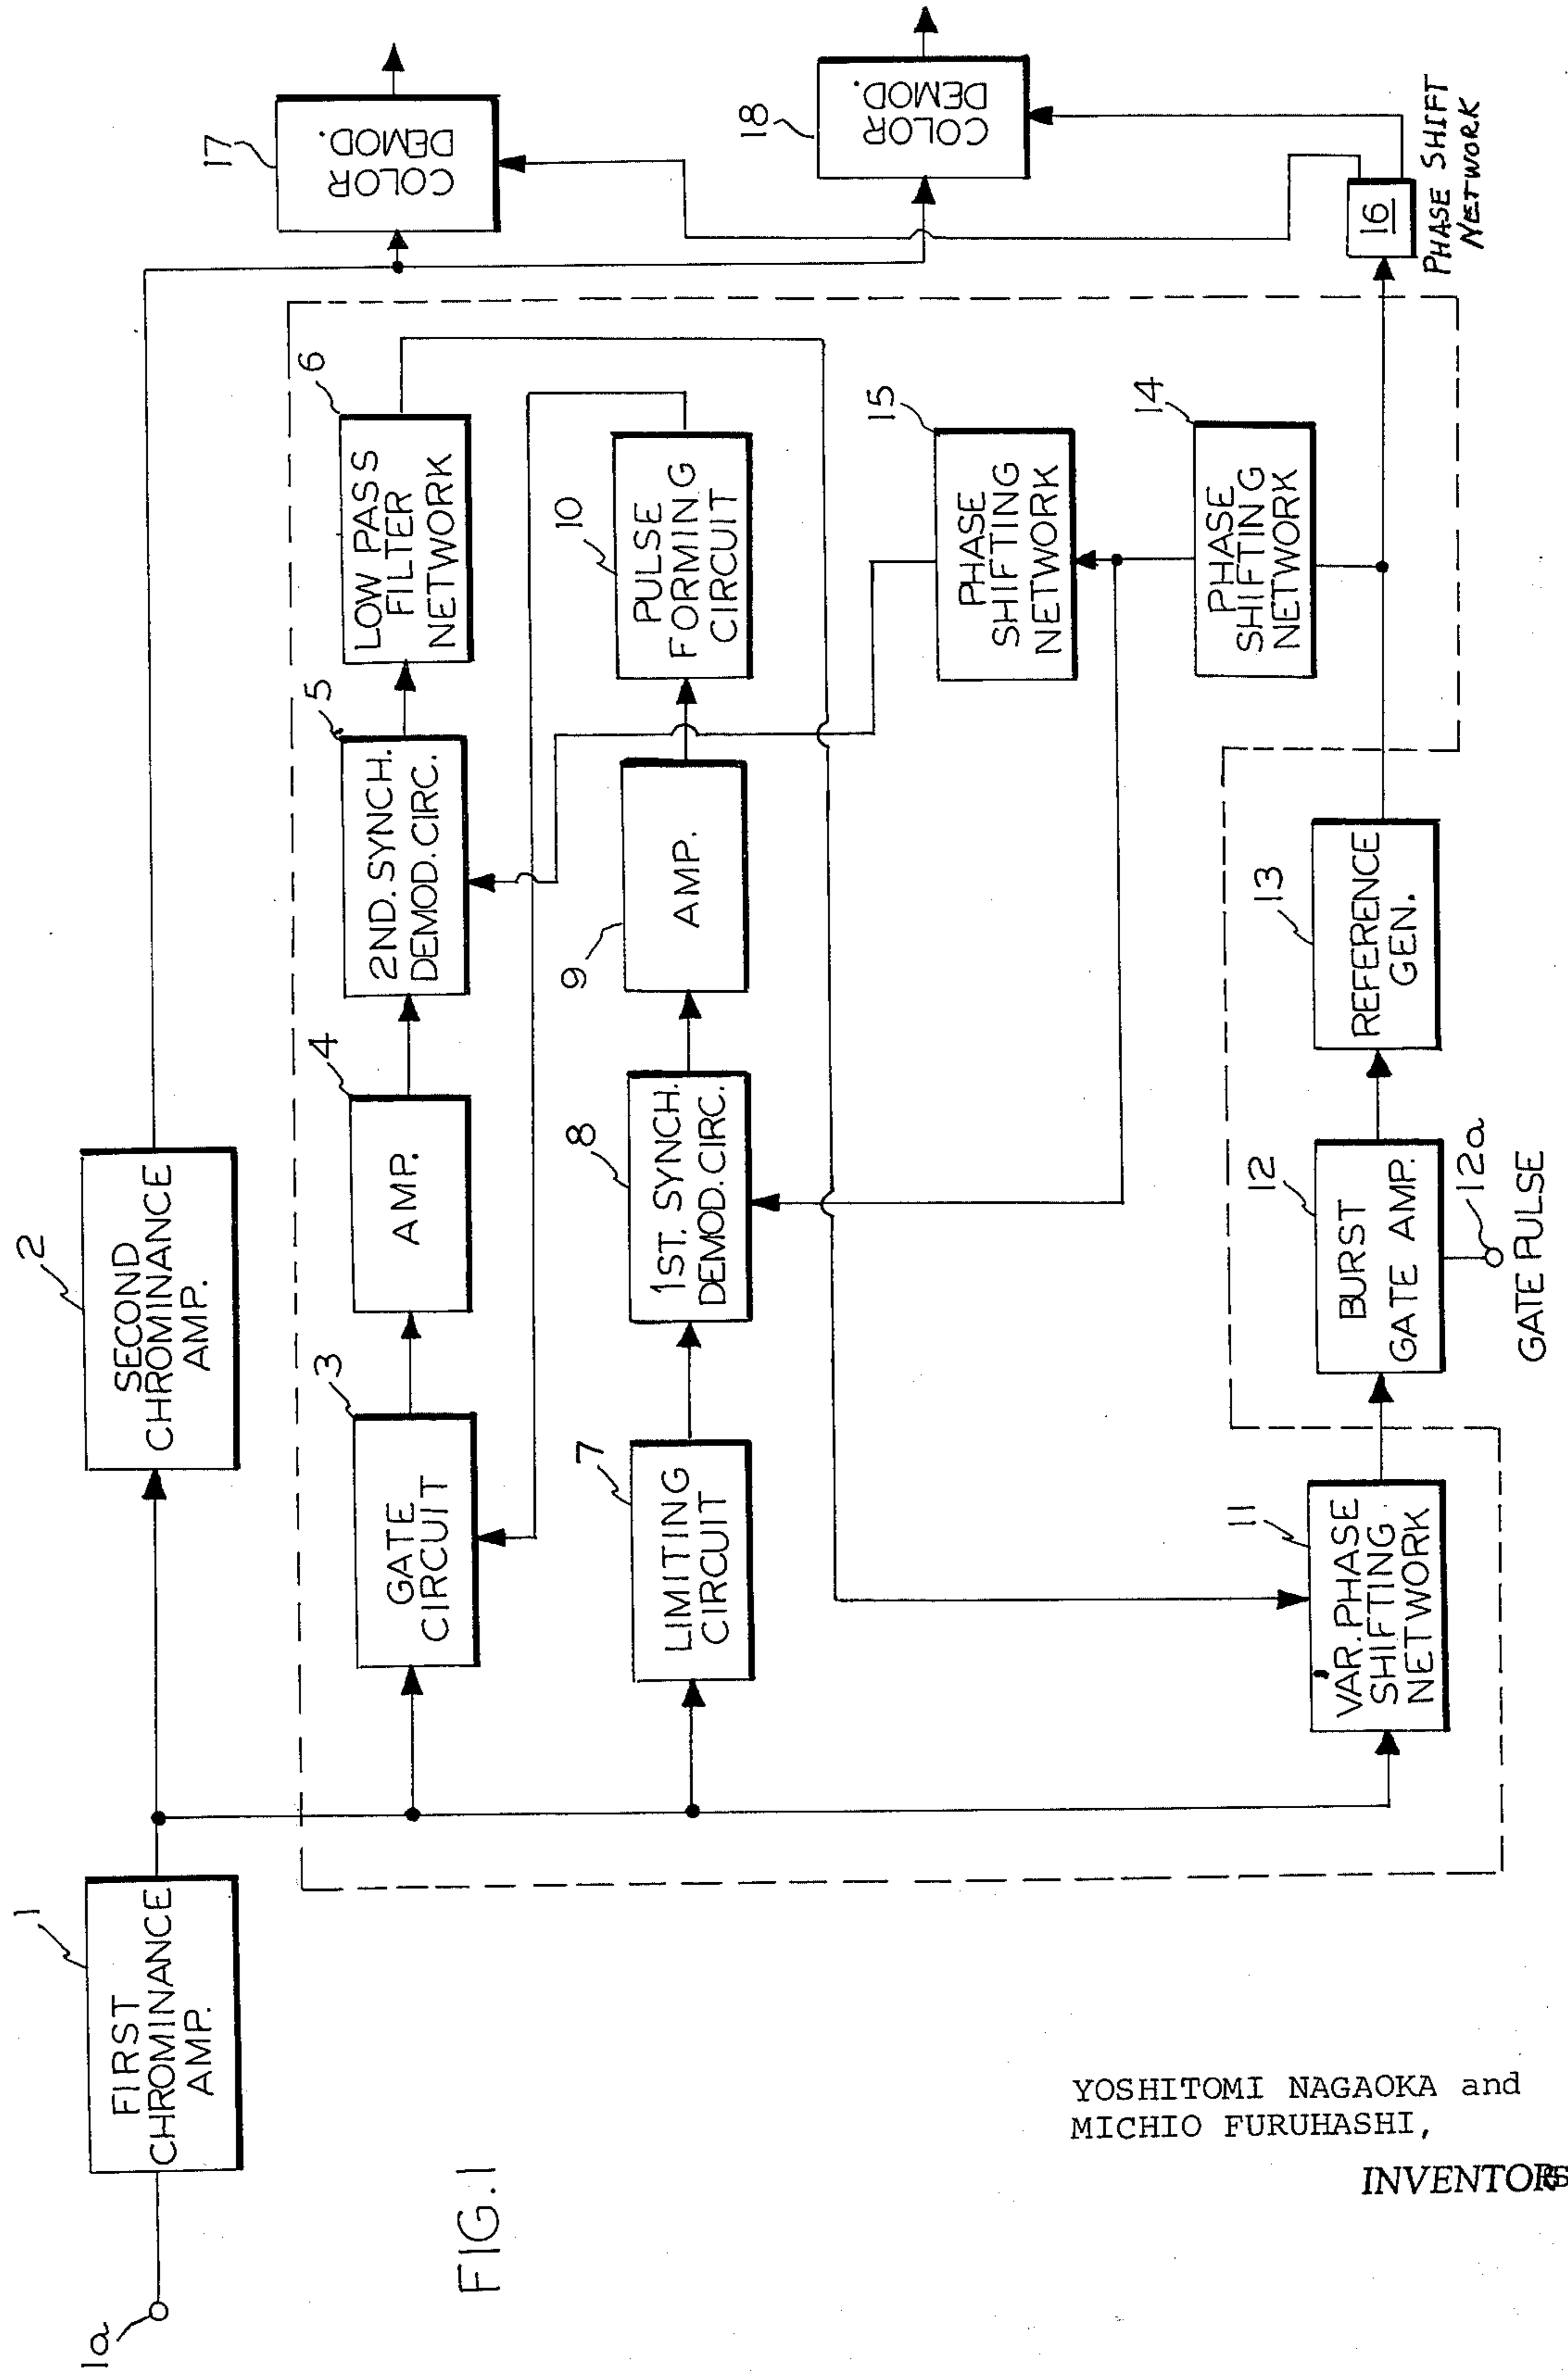 1a
1
FIRST
CHROMINANCE
AMP.
2
SECOND
CHROMINANCE
AMP.
17
COLOR
DEMOD.
18
COLOR
DEMOD.
3
GATE
CIRCUIT
4
AMP.
5
2ND. SYNCH.
DEMOD. CIRC.
6
LOW PASS
FILTER
NETWORK
7
LIMITING
CIRCUIT
8
1ST. SYNCH.
DEMOD. CIRC.
9
AMP.
10
PULSE
FORMING
CIRCUIT
15
PHASE
SHIFTING
NETWORK
14
PHASE
SHIFTING
NETWORK
11
VAR. PHASE
SHIFTING
NETWORK
12
BURST
GATE AMP.
12a
GATE PULSE
13
REFERENCE
GEN.
16
PHASE SHIFT
NETWORK
FIG.1
YOSHITOMI NAGAOKA and
MICHIO FURUHASHI,
INVENTORS